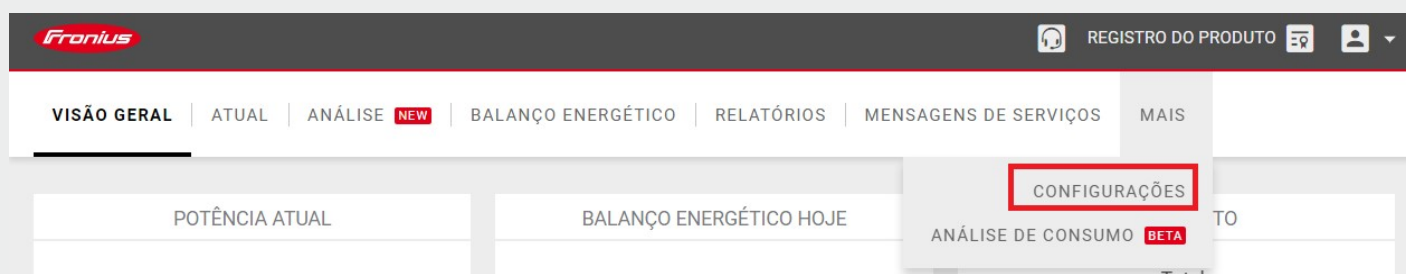 Fronius
REGISTRO DO PRODUTO
VISÃO GERAL ATUAL ANÁLISE NEW BALANÇO ENERGÉTICO RELATÓRIOS MENSAGENS DE SERVIÇOS MAIS
CONFIGURAÇÕES
POTÊNCIA ATUAL BALANÇO ENERGÉTICO HOJE TO
ANÁLISE DE CONSUMO BETA